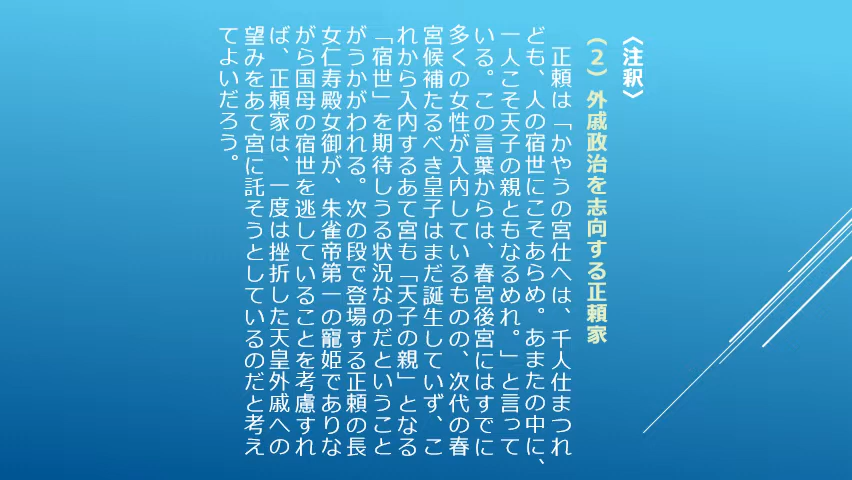 〈注釈〉
（２）外戚政治を志向する正頼家
正頼は「かやうの宮仕へは、千人仕まつれ
ども、人の宿世にこそあらめ。あまたの中に、
一人こそ天子の親ともなるめれ。」と言って
いる。この言葉からは、春宮後宮にはすでに
多くの女性が入内しているものの、次代の春
宮候補たるべき皇子はまだ誕生していず、こ
れから入内するあて宮も「天子の親」となる
「宿世」を期待しうる状況なのだということ
がうかがわれる。次の段で登場する正頼の長
女仁寿殿女御が、朱雀帝第一の寵姫でありな
がら国母の宿世を逃していることを考慮すれ
ば、正頼家は、一度は挫折した天皇外戚への
望みをあて宮に託そうとしているのだと考え
てよいだろう。